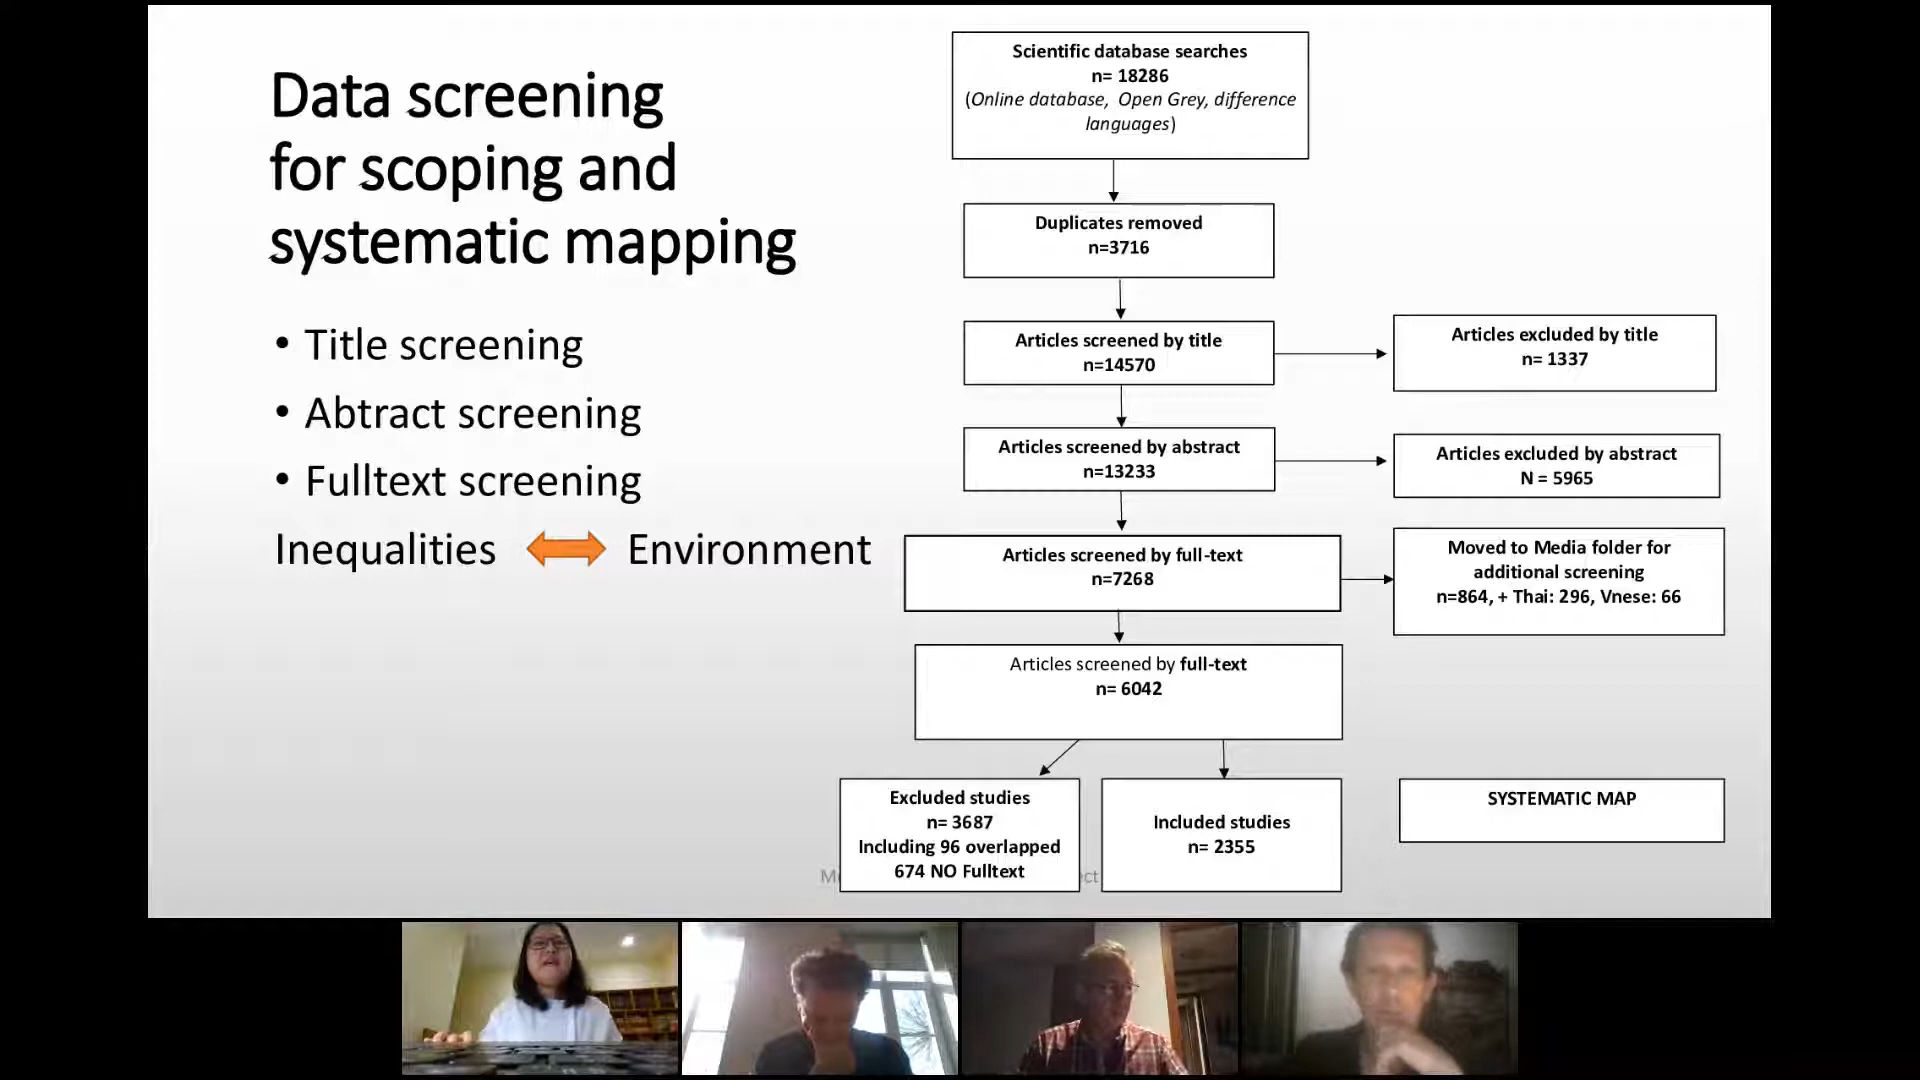 Data screening
for scoping and
systematic mapping
• Title screening
• Abtract screening
• Fulltext screening
Inequalities Environment
Scientific database searches
n= 18286
(Online database, Open Grey, difference
languages)
Duplicates removed
n=3716
Articles screened by title
n=14570
Articles excluded by title
n= 1337
Articles screened by abstract
n=13233
Articles excluded by abstract
N = 5965
Articles screened by full-text
n=7268
Moved to Media folder for
additional screening
n=864, + Thai: 296, Vnese: 66
Articles screened by full-text
n= 6042
Excluded studies
n= 3687
Including 96 overlapped
674 NO Fulltext
Included studies
n= 2355
SYSTEMATIC MAP